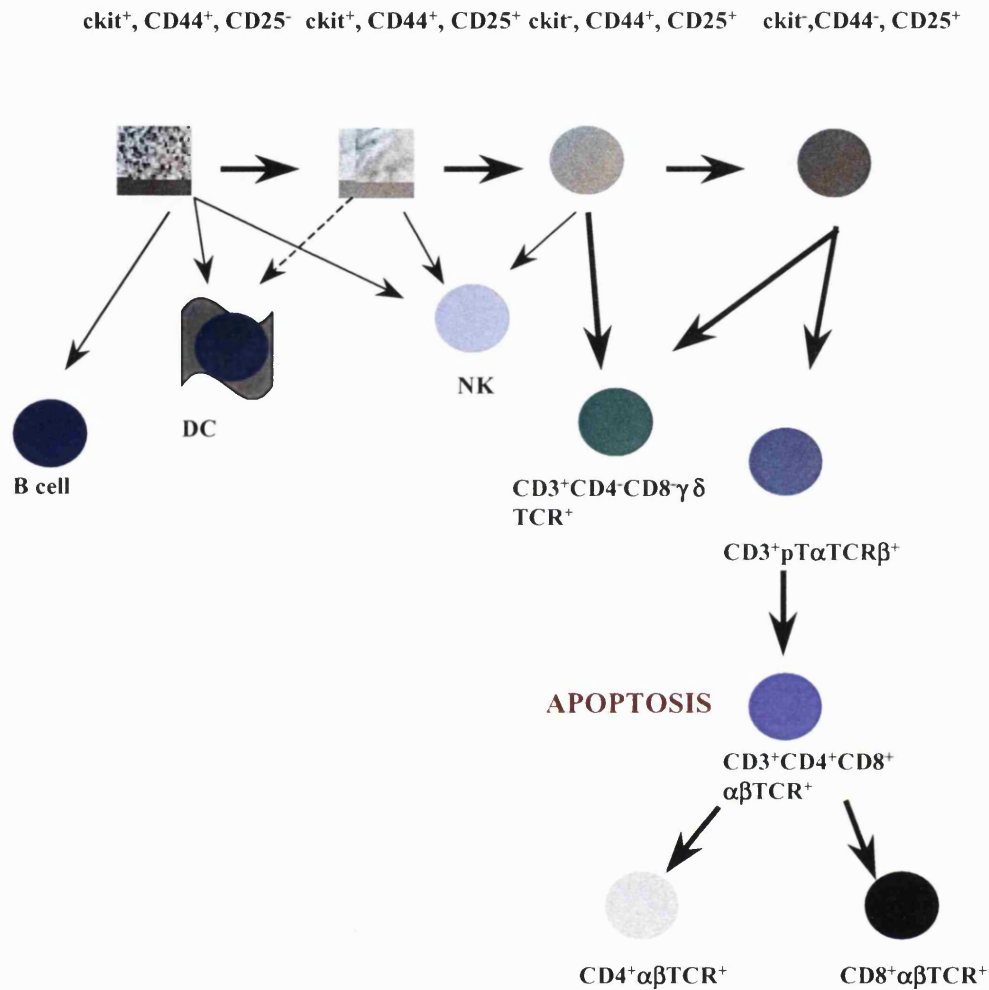 ckit⁺, CD44⁺, CD25⁻
ckit⁺, CD44⁺, CD25⁺
ckit⁻, CD44⁺, CD25⁺
ckit⁻,CD44⁻, CD25⁺
DC
NK
B cell
CD3⁺CD4⁻CD8⁻γδ
TCR⁺
CD3⁺pTαTCRβ⁺
APOPTOSIS
CD3⁺CD4⁺CD8⁺
αβTCR⁺
CD4⁺αβTCR⁺
CD8⁺αβTCR⁺